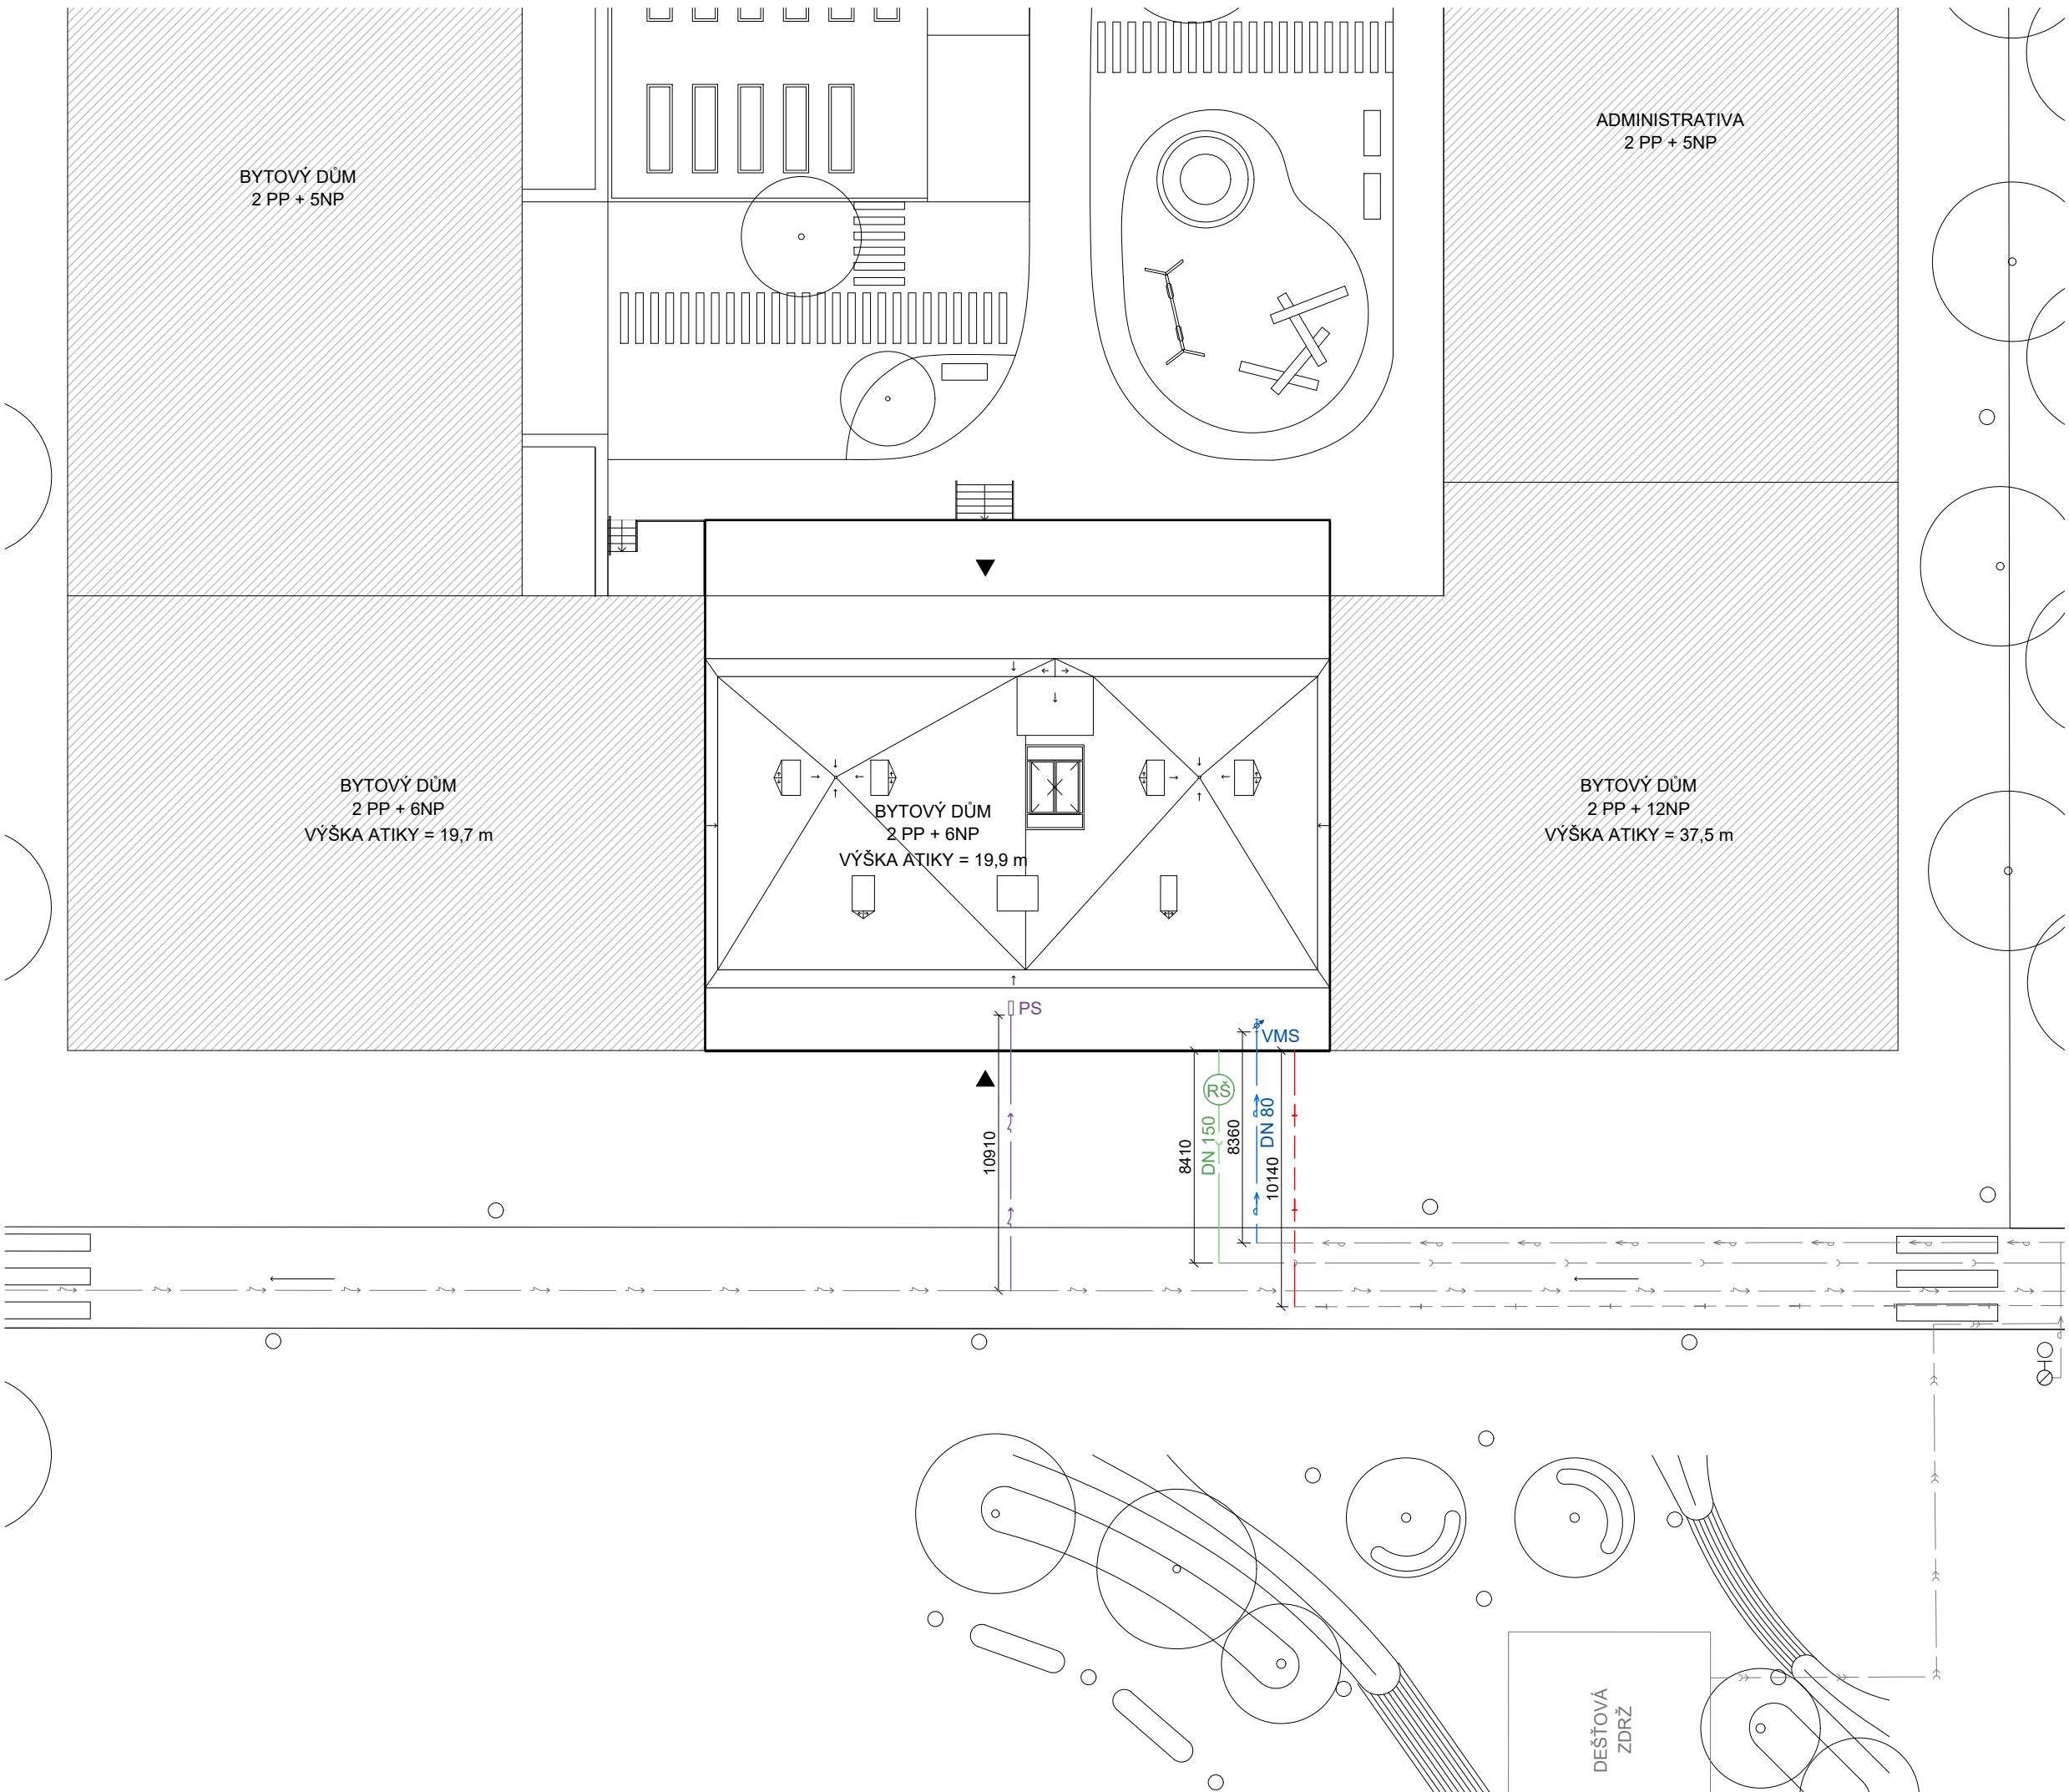 ADMINISTRATIVA
2 PP + 5NP
BYTOVÝ DŮM
2 PP + 5NP
BYTOVÝ DŮM
2 PP + 6NP
VÝŠKA ATIKY = 19,7 m
BYTOVÝ DŮM
2 PP + 6NP
VÝŠKA ATIKY = 19,9 m
BYTOVÝ DŮM
2 PP + 12NP
VÝŠKA ATIKY = 37,5 m
PS
VMS
RŠ
10910
8410
DN 150
8360
DN 80
10140
DEŠŤOVÁ
ZDRŽ